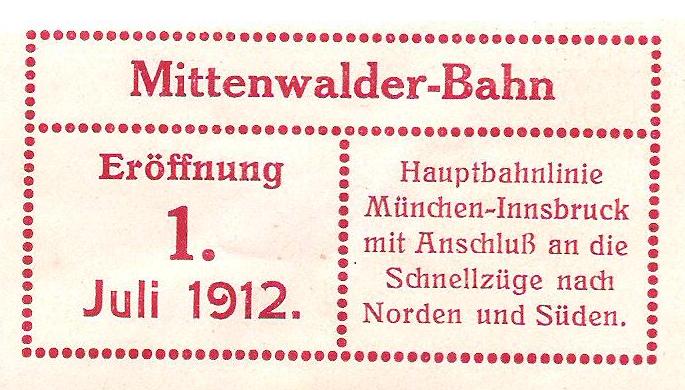 Mittenwalder-Bahn
Eröffnung
1.
Juli 1912.
Hauptbahnlinie
München-Innsbruck
mit Anschluß an die
Schnellzüge nach
Norden und Süden.